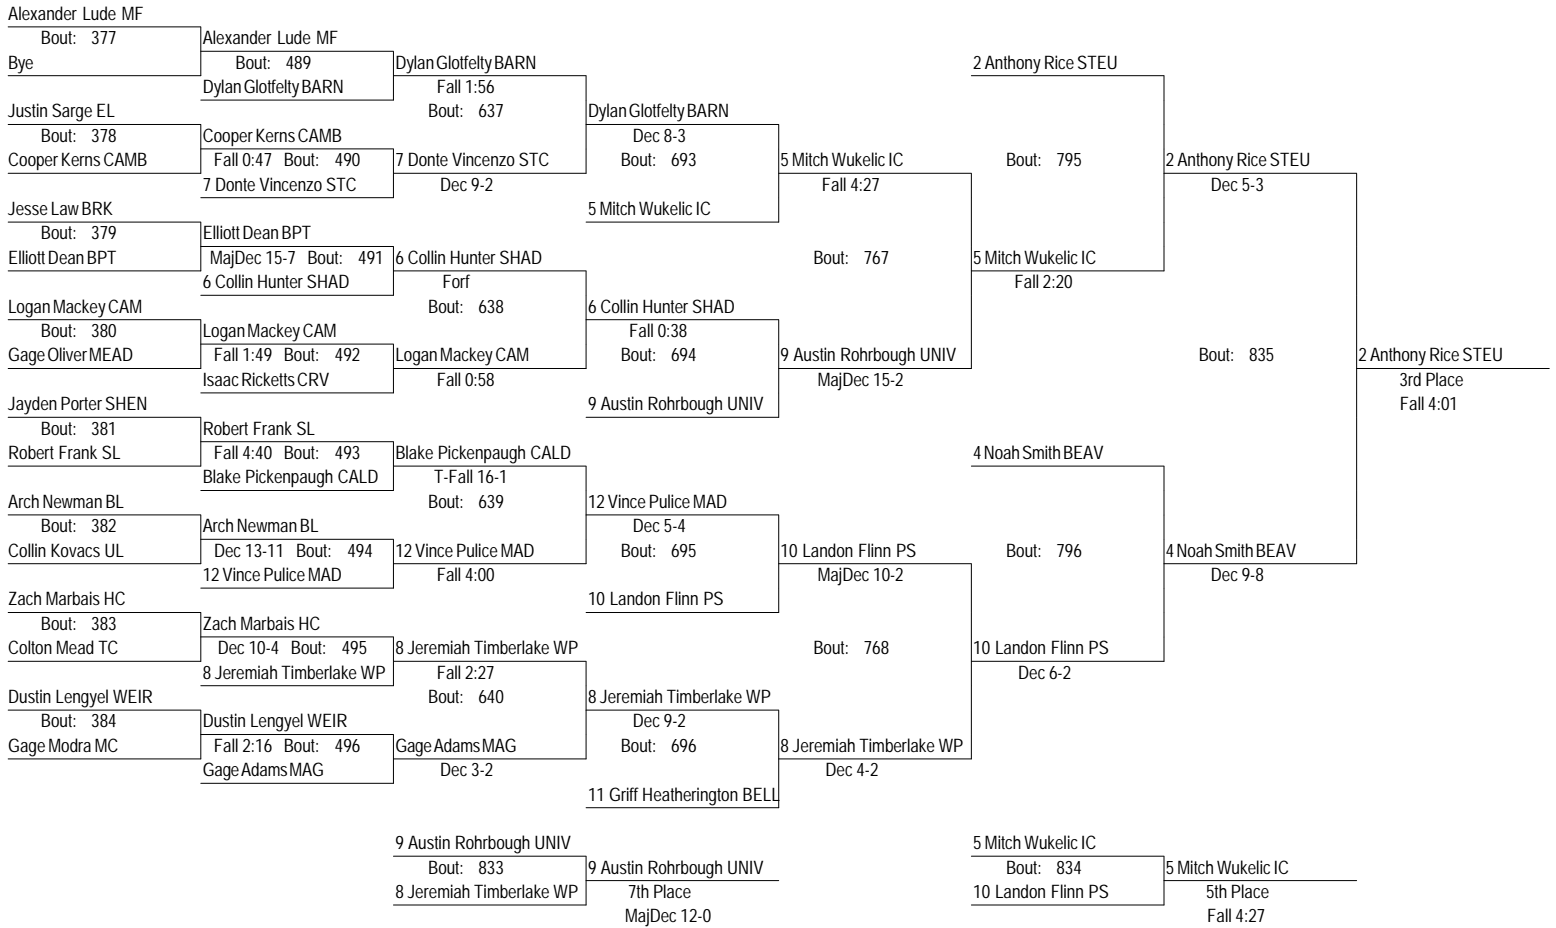 Alexander Lude MF
Bout: 377
Bye
Justin Sarge EL
Bout: 378
Cooper Kerns CAMB
Jesse Law BRK
Bout: 379
Elliott Dean BPT
Logan Mackey CAM
Bout: 380
Gage Oliver MEAD
Jayden Porter SHEN
Bout: 381
Robert Frank SL
Arch Newman BL
Bout: 382
Collin Kovacs UL
Zach Marbais HC
Bout: 383
Colton Mead TC
Dustin Lengyel WEIR
Bout: 384
Gage Modra MC
Alexander Lude MF
Bout: 489
Dylan Glotfelty BARN
Cooper Kerns CAMB
Fall 0:47 Bout: 490
7 Donte Vincenzo STC
Elliott Dean BPT
MajDec 15-7 Bout: 491
6 Collin Hunter SHAD
Logan Mackey CAM
Fall 1:49 Bout: 492
Isaac Ricketts CRV
Robert Frank SL
Fall 4:40 Bout: 493
Blake Pickenpaugh CALD
Arch Newman BL
Dec 13-11 Bout: 494
12 Vince Pulice MAD
Zach Marbais HC
Dec 10-4 Bout: 495
8 Jeremiah Timberlake WP
Dustin Lengyel WEIR
Fall 2:16 Bout: 496
Gage Adams MAG
Dylan Glotfelty BARN
Fall 1:56
Bout: 637
7 Donte Vincenzo STC
Dec 9-2
6 Collin Hunter SHAD
Forf
Bout: 638
Logan Mackey CAM
Fall 0:58
Blake Pickenpaugh CALD
T-Fall 16-1
Bout: 639
12 Vince Pulice MAD
Fall 4:00
8 Jeremiah Timberlake WP
Fall 2:27
Bout: 640
Gage Adams MAG
Dec 3-2
Dylan Glotfelty BARN
Dec 8-3
Bout: 693
5 Mitch Wukelic IC
6 Collin Hunter SHAD
Fall 0:38
Bout: 694
9 Austin Rohrbough UNIV
12 Vince Pulice MAD
Dec 5-4
Bout: 695
10 Landon Flinn PS
8 Jeremiah Timberlake WP
Dec 9-2
Bout: 696
11 Griff Heatherington BELL
5 Mitch Wukelic IC
Fall 4:27
Bout: 767
9 Austin Rohrbough UNIV
MajDec 15-2
10 Landon Flinn PS
MajDec 10-2
Bout: 768
8 Jeremiah Timberlake WP
Dec 4-2
2 Anthony Rice STEU
Bout: 795
5 Mitch Wukelic IC
Fall 2:20
4 Noah Smith BEAV
Bout: 796
10 Landon Flinn PS
Dec 6-2
2 Anthony Rice STEU
Dec 5-3
Bout: 835
4 Noah Smith BEAV
Dec 9-8
2 Anthony Rice STEU
3rd Place
Fall 4:01
9 Austin Rohrbough UNIV
Bout: 833
8 Jeremiah Timberlake WP
9 Austin Rohrbough UNIV
7th Place
MajDec 12-0
5 Mitch Wukelic IC
Bout: 834
10 Landon Flinn PS
5 Mitch Wukelic IC
5th Place
Fall 4:27